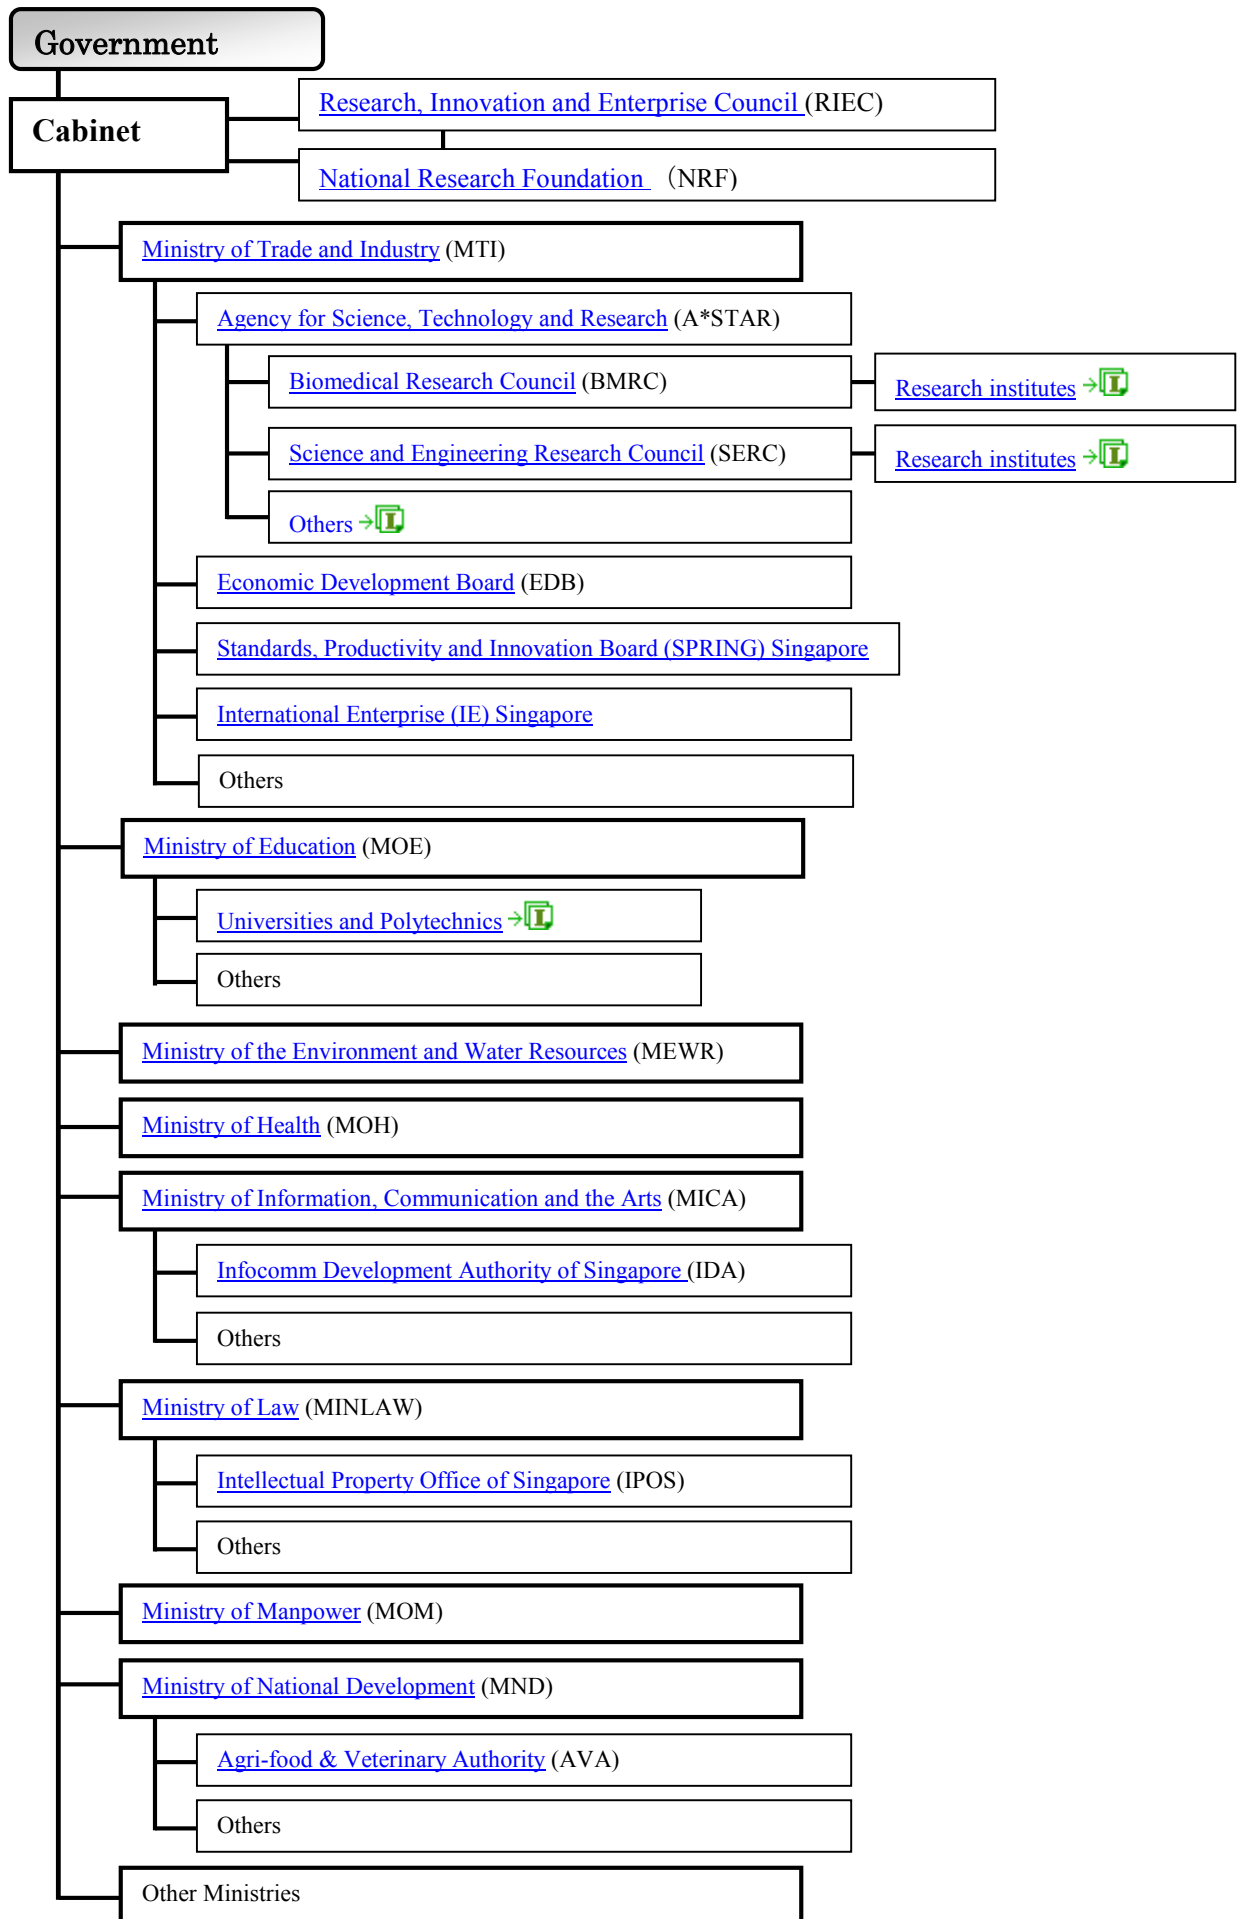 Government
Cabinet
Research, Innovation and Enterprise Council (RIEC)
National Research Foundation （NRF)
Ministry of Trade and Industry (MTI)
Agency for Science, Technology and Research (A*STAR)
Biomedical Research Council (BMRC)
Research institutes →I
Science and Engineering Research Council (SERC)
Research institutes →I
Others →I
Economic Development Board (EDB)
Standards, Productivity and Innovation Board (SPRING) Singapore
International Enterprise (IE) Singapore
Others
Ministry of Education (MOE)
Universities and Polytechnics →I
Others
Ministry of the Environment and Water Resources (MEWR)
Ministry of Health (MOH)
Ministry of Information, Communication and the Arts (MICA)
Infocomm Development Authority of Singapore (IDA)
Others
Ministry of Law (MINLAW)
Intellectual Property Office of Singapore (IPOS)
Others
Ministry of Manpower (MOM)
Ministry of National Development (MND)
Agri-food & Veterinary Authority (AVA)
Others
Other Ministries